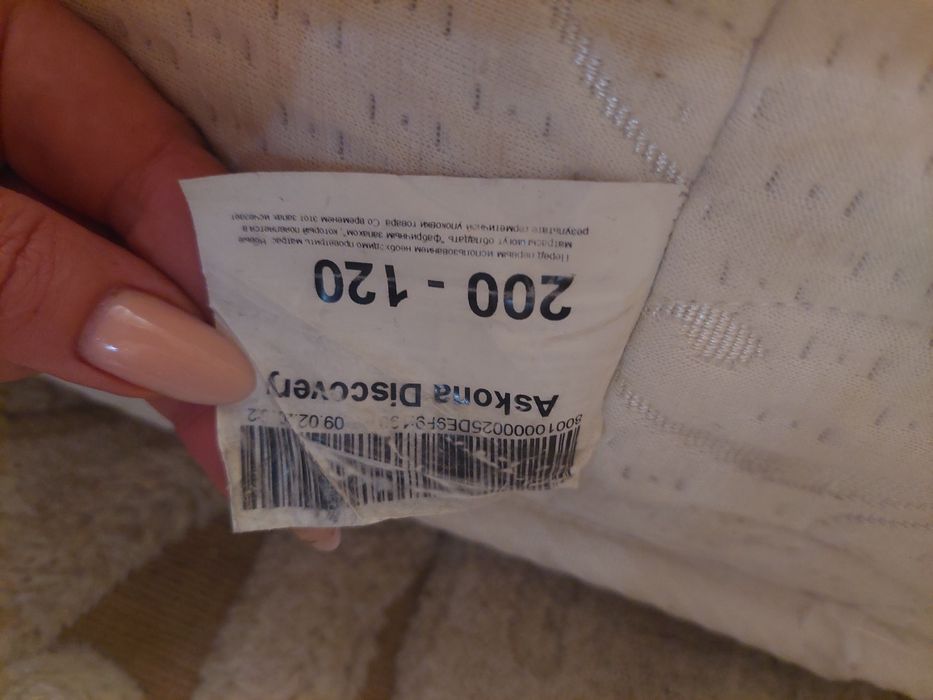 Askona Discovery
200 - 120
Перед первым использованием необходимо проветрить матрас. Новые
матрасы могут обладать "фабричным запахом", который появляется в
результате герметичной упаковки товара. Со временем этот запах исчезает